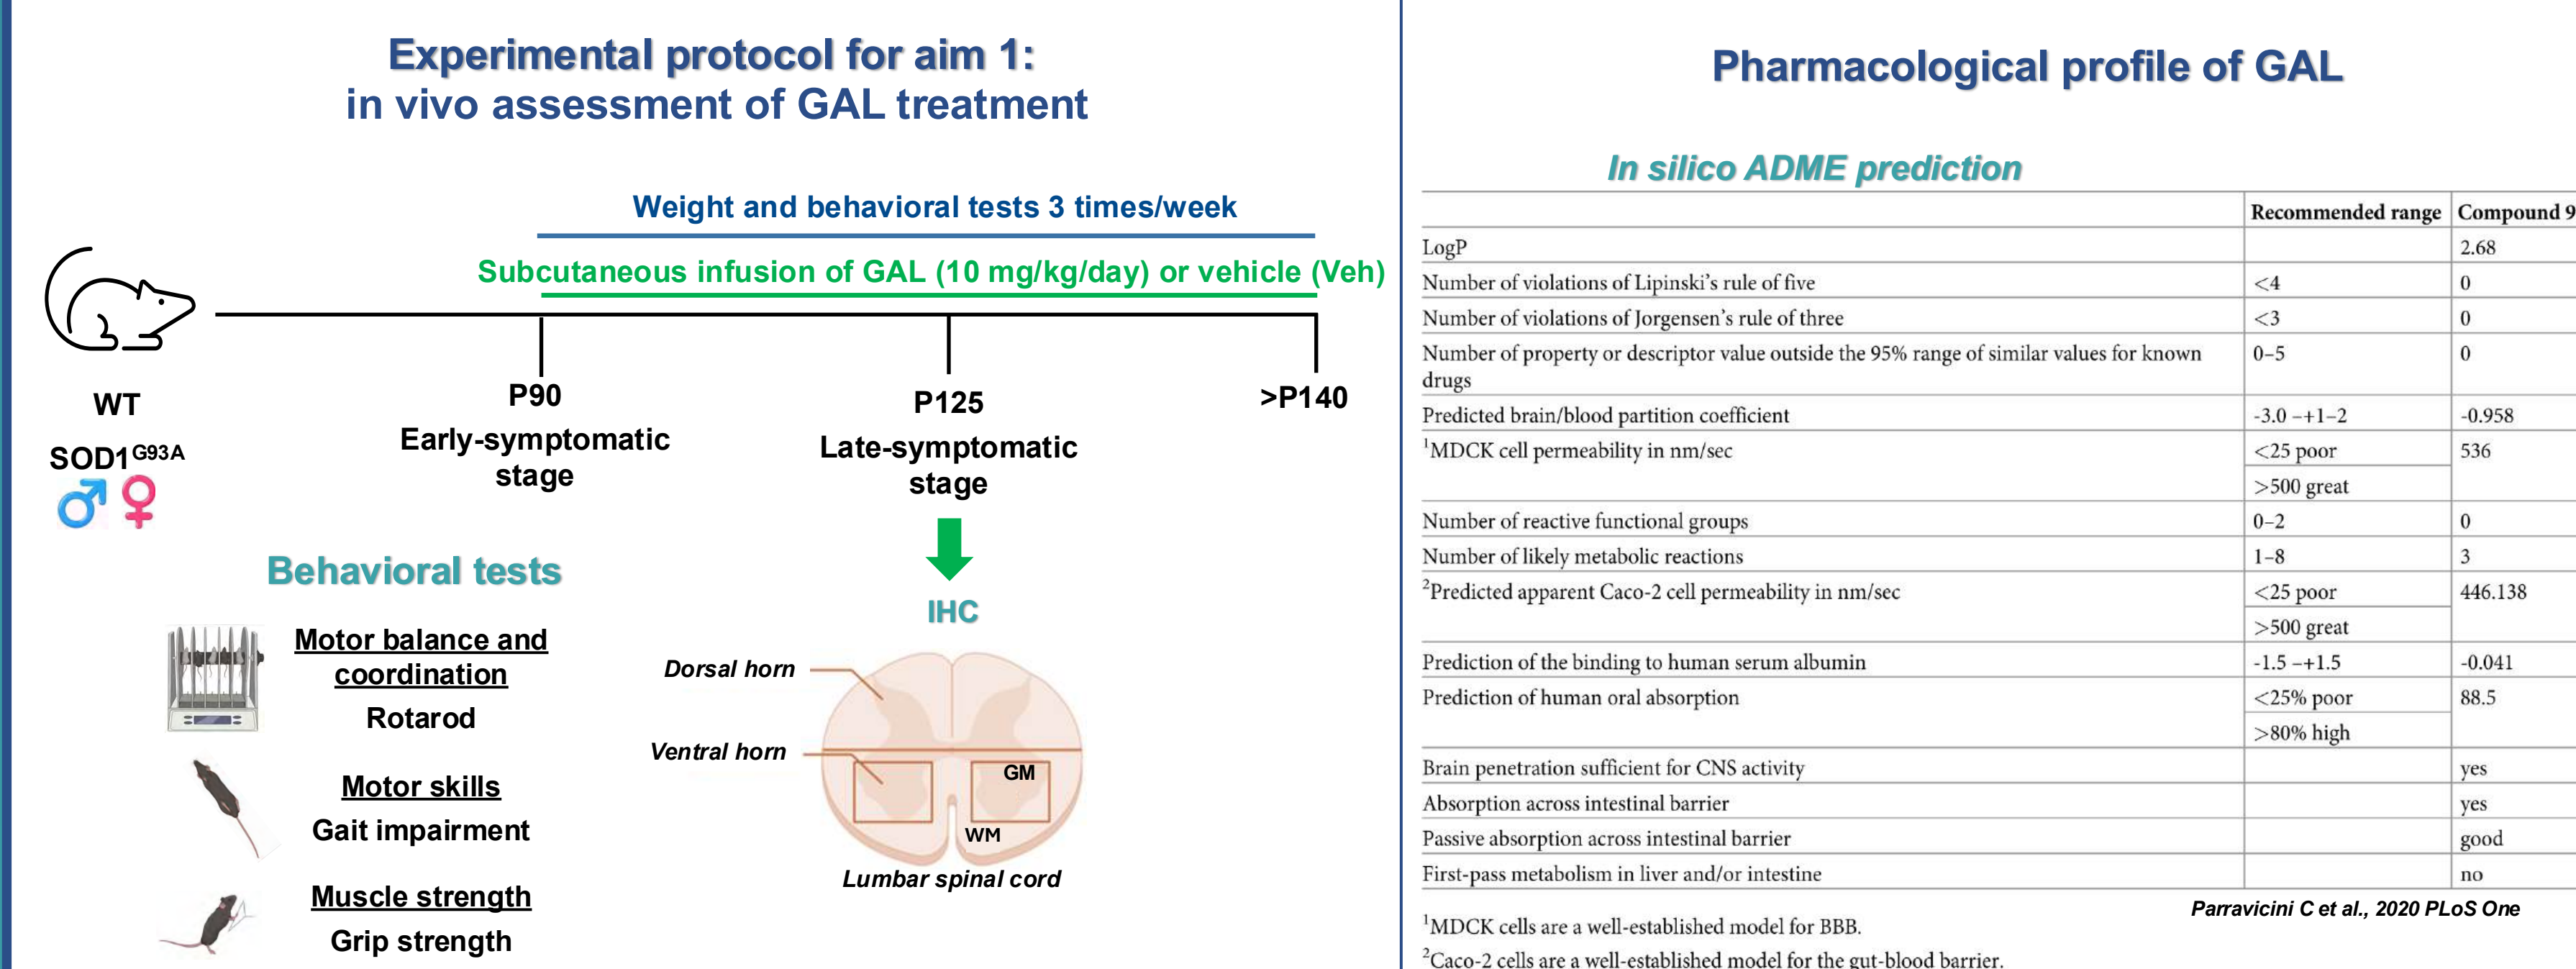 Experimental protocol for aim 1:
in vivo assessment of GAL treatment
Weight and behavioral tests 3 times/week
Subcutaneous infusion of GAL (10 mg/kg/day) or vehicle (Veh)
WT
SOD1G93A
P90
Early-symptomatic
stage
P125
Late-symptomatic
stage
>P140
Behavioral tests
Motor balance and
coordination
Rotarod
Motor skills
Gait impairment
Muscle strength
Grip strength
IHC
Dorsal horn
Ventral horn
GM
WM
Lumbar spinal cord
Pharmacological profile of GAL
In silico ADME prediction
Recommended range Compound 9
LogP 2.68
Number of violations of Lipinski's rule of five <4 0
Number of violations of Jorgensen's rule of three <3 0
Number of property or descriptor value outside the 95% range of similar values for known 0–5 0
drugs
Predicted brain/blood partition coefficient -3.0 –+1–2 -0.958
1MDCK cell permeability in nm/sec <25 poor 536
>500 great
Number of reactive functional groups 0–2 0
Number of likely metabolic reactions 1–8 3
2Predicted apparent Caco-2 cell permeability in nm/sec <25 poor 446.138
>500 great
Prediction of the binding to human serum albumin -1.5 –+1.5 -0.041
Prediction of human oral absorption <25% poor 88.5
>80% high
Brain penetration sufficient for CNS activity yes
Absorption across intestinal barrier yes
Passive absorption across intestinal barrier good
First-pass metabolism in liver and/or intestine no
Parravicini C et al., 2020 PLoS One
1MDCK cells are a well-established model for BBB.
2Caco-2 cells are a well-established model for the gut-blood barrier.